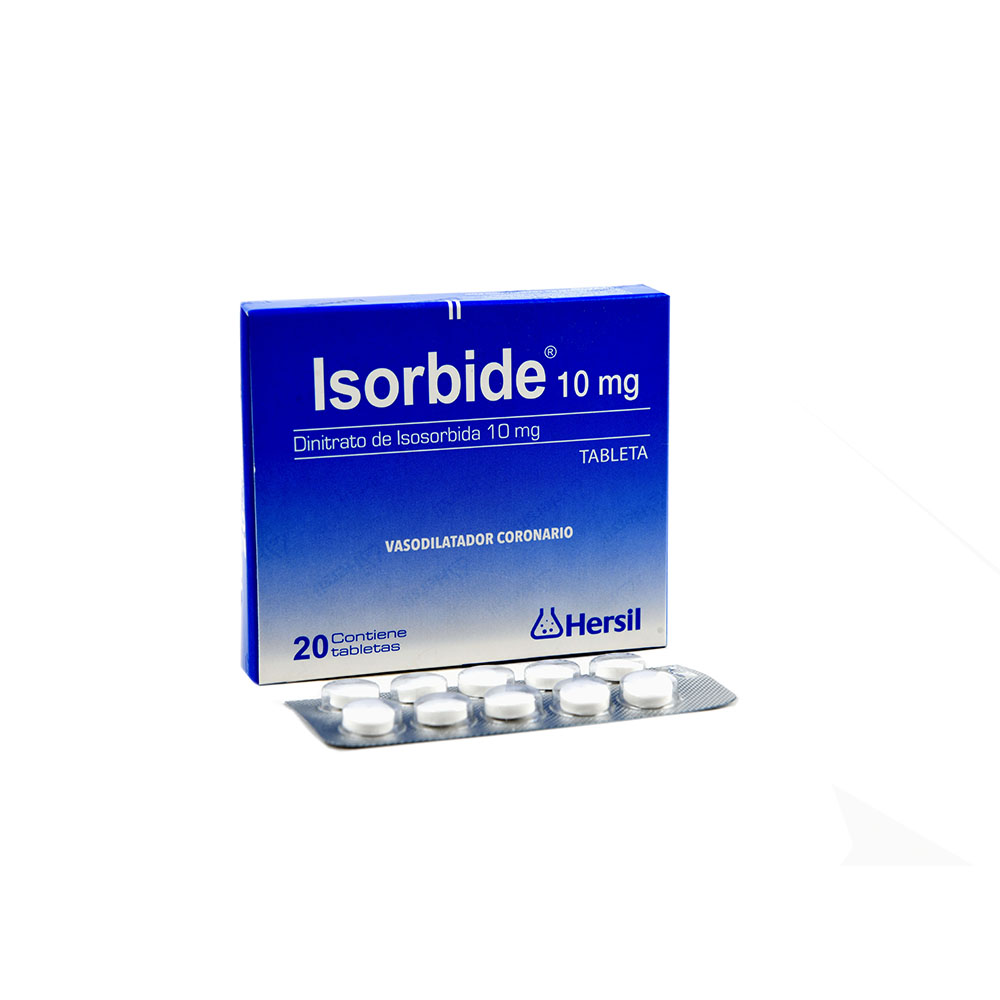 Isorbide® 10 mg
Dinitrato de Isosorbida 10 mg
TABLETA
VASODILATADOR CORONARIO
20 Contiene
tabletas
Hersil